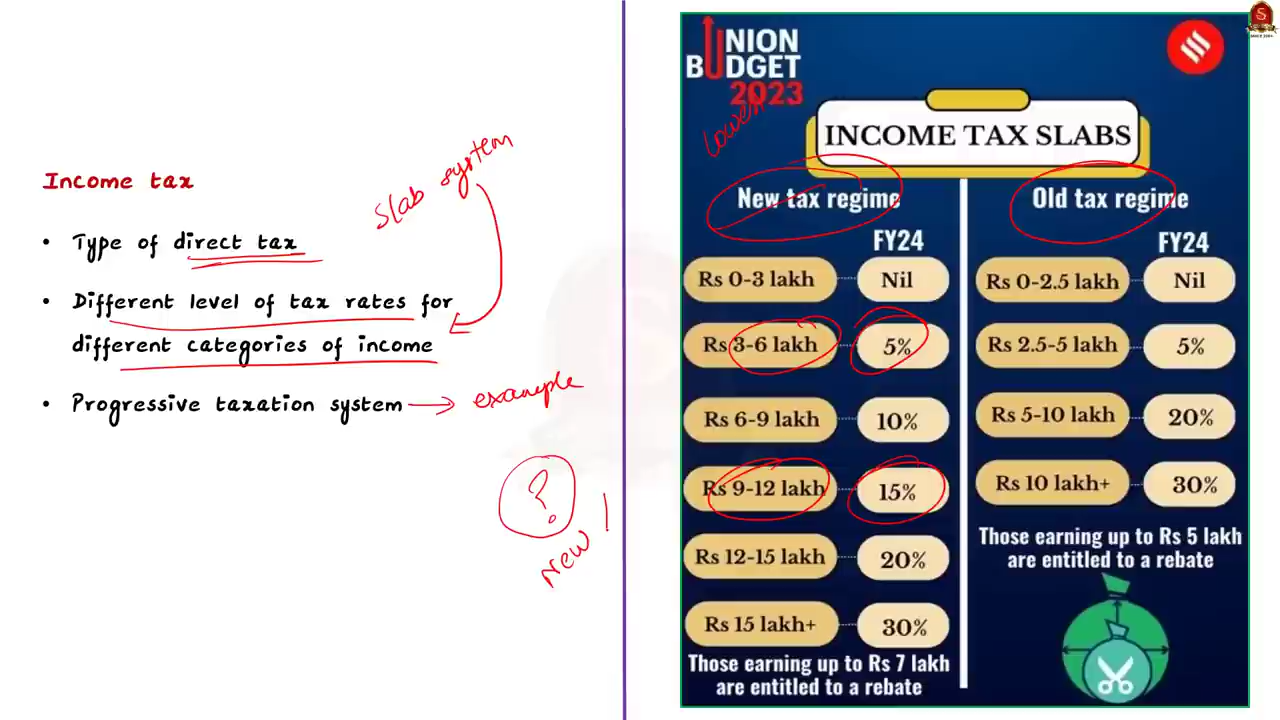 Income tax
• Type of direct tax
• Different level of tax rates for
different categories of income
• Progressive taxation system → example
Slab system
?
New
UNION
BUDGET
2023
lower
INCOME TAX SLABS
New tax regime
FY24
Rs 0-3 lakh Nil
Rs 3-6 lakh 5%
Rs 6-9 lakh 10%
Rs 9-12 lakh 15%
Rs 12-15 lakh 20%
Rs 15 lakh+ 30%
Those earning up to Rs 7 lakh
are entitled to a rebate
Old tax regime
FY24
Rs 0-2.5 lakh Nil
Rs 2.5-5 lakh 5%
Rs 5-10 lakh 20%
Rs 10 lakh+ 30%
Those earning up to Rs 5 lakh
are entitled to a rebate
S